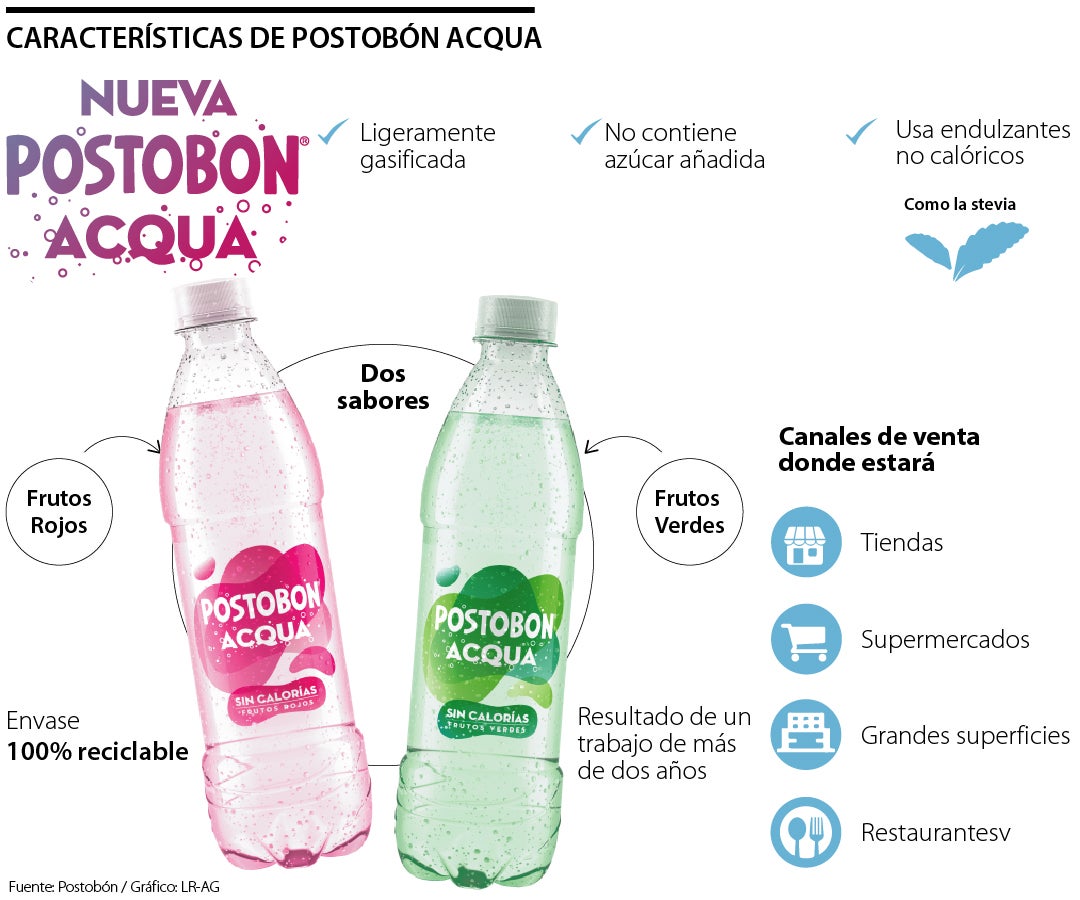 CARACTERÍSTICAS DE POSTOBÓN ACQUA
NUEVA
POSTOBON®
ACQUA
Ligeramente
gasificada
No contiene
azúcar añadida
Usa endulzantes
no calóricos
Como la stevia
Dos
sabores
Frutos
Rojos
Frutos
Verdes
POSTOBON
ACQUA
SIN CALORÍAS
FRUTOS ROJOS
POSTOBON
ACQUA
SIN CALORÍAS
FRUTOS VERDES
Envase
100% reciclable
Resultado de un
trabajo de más
de dos años
Canales de venta
donde estará
Tiendas
Supermercados
Grandes superficies
Restaurantesv
Fuente: Postobón / Gráfico: LR-AG